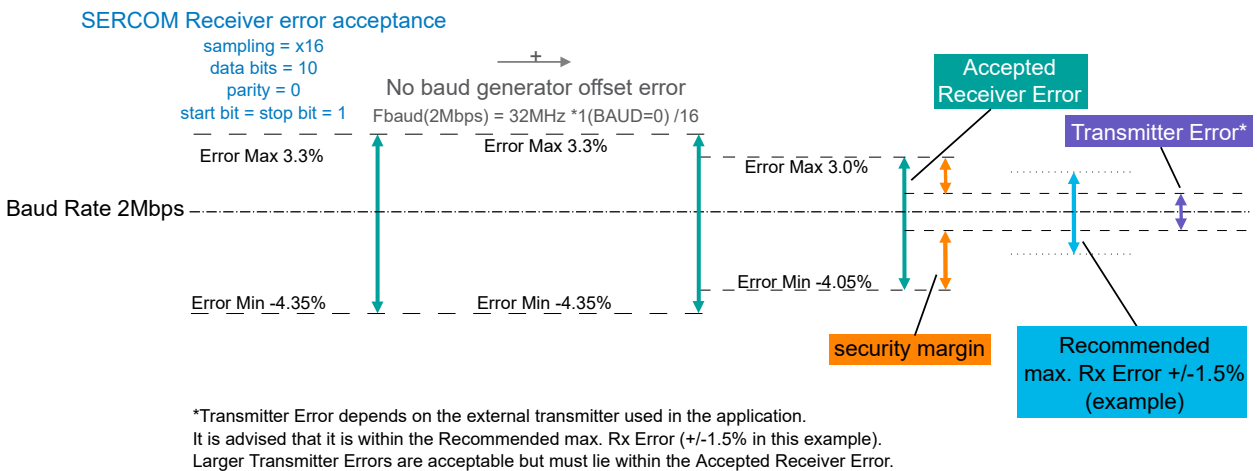 SERCOM Receiver error acceptance
sampling = x16
data bits = 10
parity = 0
start bit = stop bit = 1
+
No baud generator offset error
Fbaud(2Mbps) = 32MHz *1(BAUD=0) /16
Accepted
Receiver Error
Transmitter Error*
Error Max 3.3%
Error Max 3.3%
Error Max 3.0%
Baud Rate 2Mbps
Error Min -4.35%
Error Min -4.35%
Error Min -4.05%
security margin
Recommended
max. Rx Error +/-1.5%
(example)
*Transmitter Error depends on the external transmitter used in the application.
It is advised that it is within the Recommended max. Rx Error (+/-1.5% in this example).
Larger Transmitter Errors are acceptable but must lie within the Accepted Receiver Error.